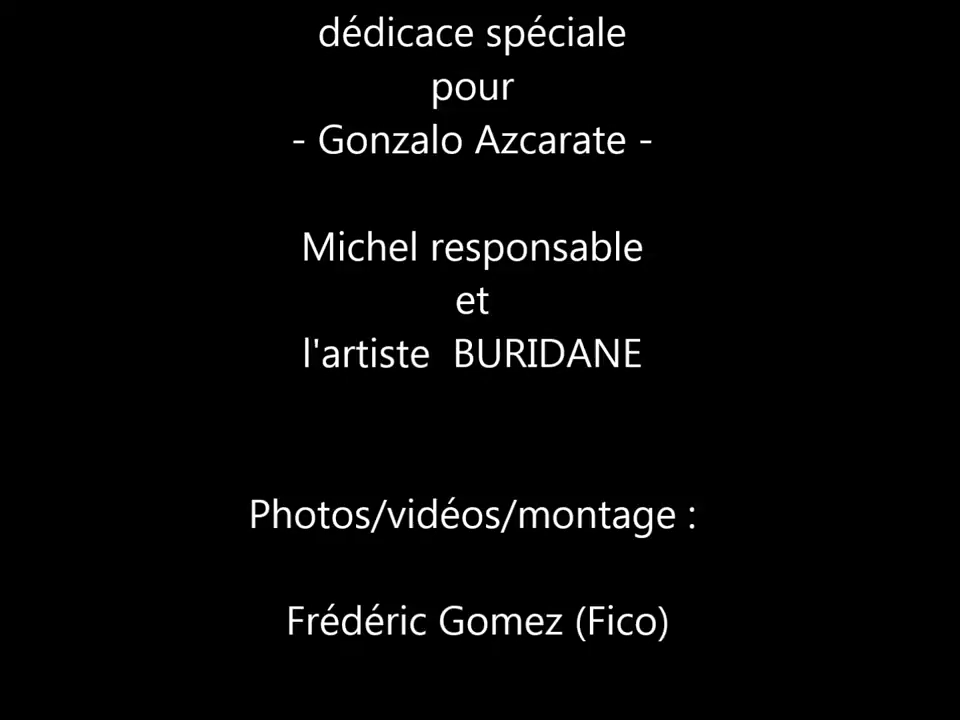 dédicace spéciale
pour
- Gonzalo Azcarate -
Michel responsable
et
l'artiste  BURIDANE
Photos/vidéos/montage :
Frédéric Gomez (Fico)